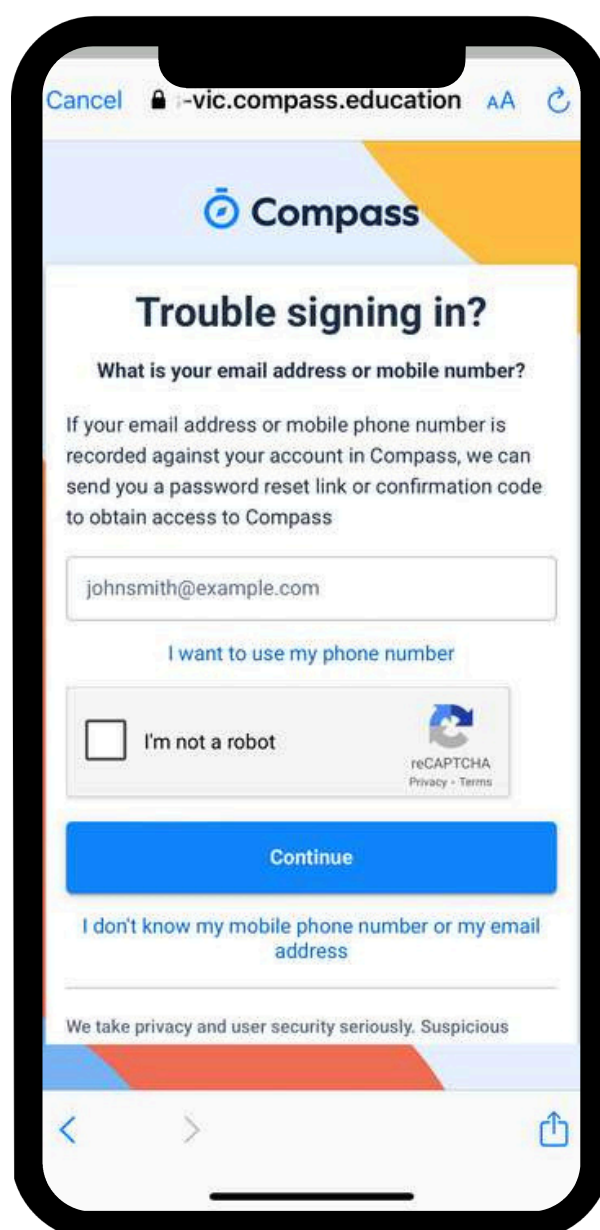 Cancel -vic.compass.education AA
Compass
Trouble signing in?
What is your email address or mobile number?
If your email address or mobile phone number is
recorded against your account in Compass, we can
send you a password reset link or confirmation code
to obtain access to Compass
johnsmith@example.com
I want to use my phone number
I'm not a robot
reCAPTCHA
Privacy - Terms
Continue
I don't know my mobile phone number or my email
address
We take privacy and user security seriously. Suspicious